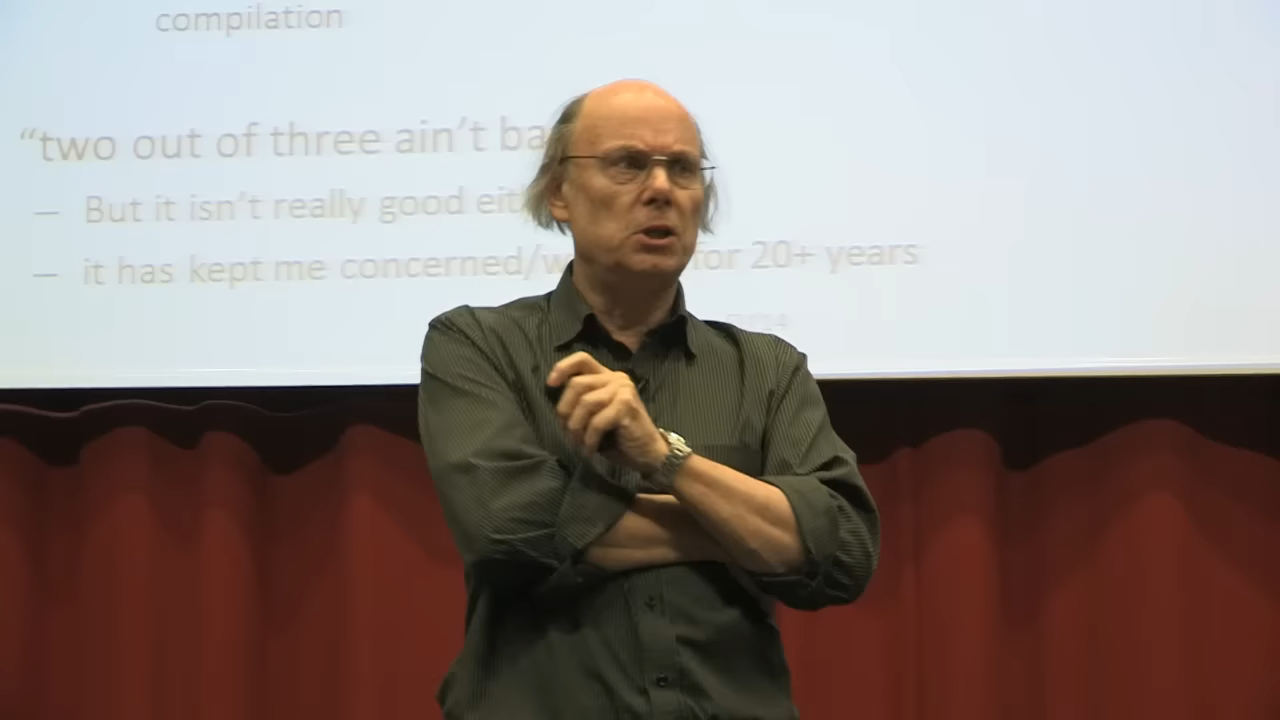 compilation
“two out of three ain’t
– But it isn’t really good
– it has kept me concerned/ for 20+ years